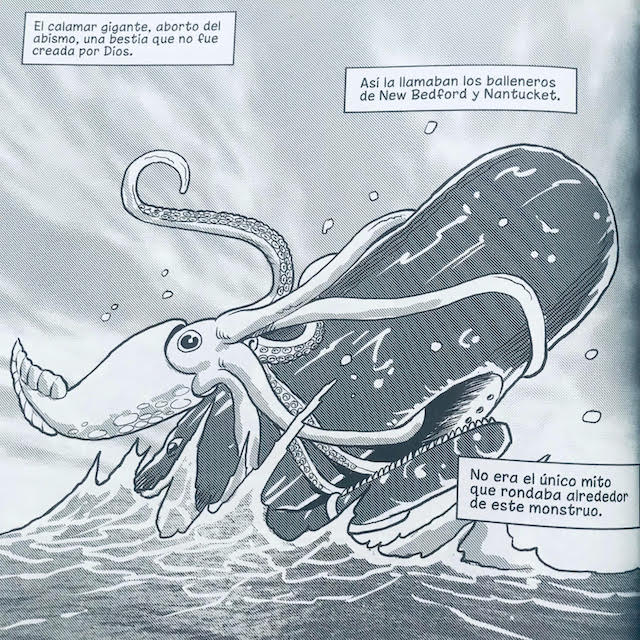 El calamar gigante, aborto del
abismo, una bestia que no fue
creada por Dios.
Así la llamaban los balleneros
de New Bedford y Nantucket.
No era el único mito
que rondaba alrededor
de este monstruo.